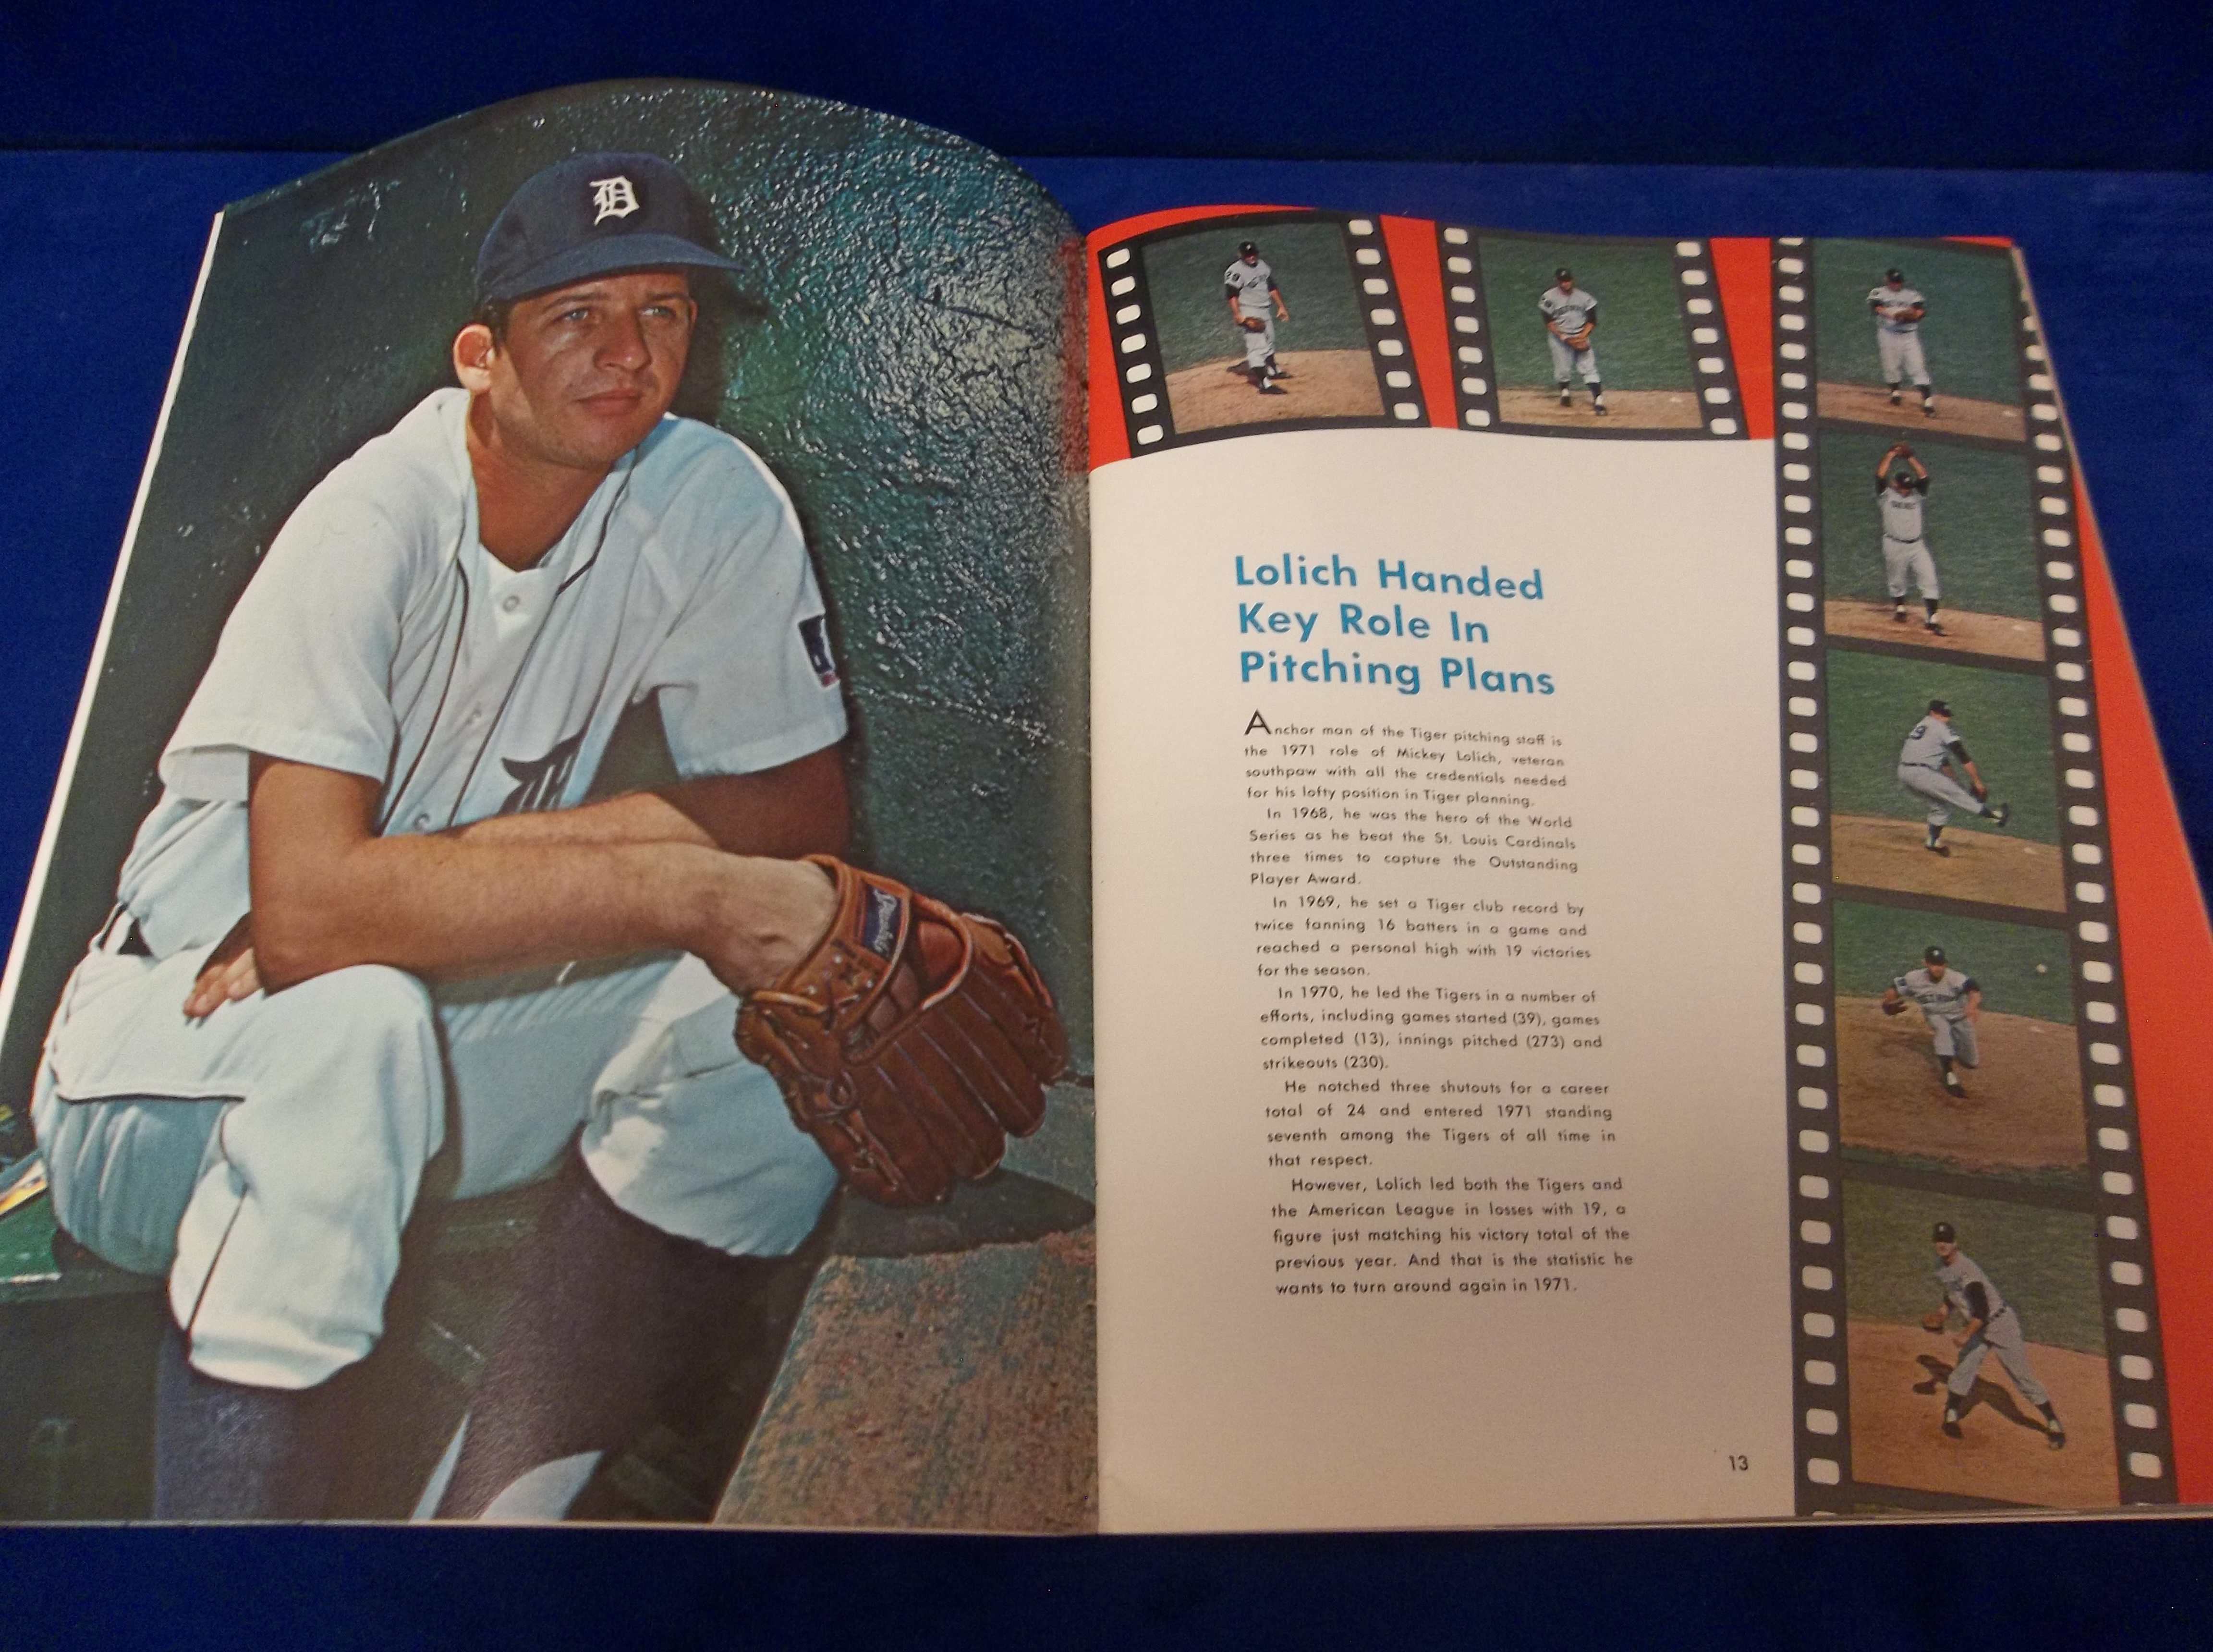 D
Lolich Handed
Key Role In
Pitching Plans
Anchor man of the Tiger pitching staff is
the 1971 role of Mickey Lolich, veteran
southpaw with all the credentials needed
for his lofty position in Tiger planning.
In 1968, he was the hero of the World
Series as he beat the St. Louis Cardinals
three times to capture the Outstanding
Player Award.
In 1969, he set a Tiger club record by
twice fanning 16 batters in a game and
reached a personal high with 19 victories
for the season.
In 1970, he led the Tigers in a number of
efforts, including games started (39), games
completed (13), innings pitched (273) and
strikeouts (230).
He notched three shutouts for a career
total of 24 and entered 1971 standing
seventh among the Tigers of all time in
that respect.
However, Lolich led both the Tigers and
the American League in losses with 19, a
figure just matching his victory total of the
previous year. And that is the statistic he
wants to turn around again in 1971.
13